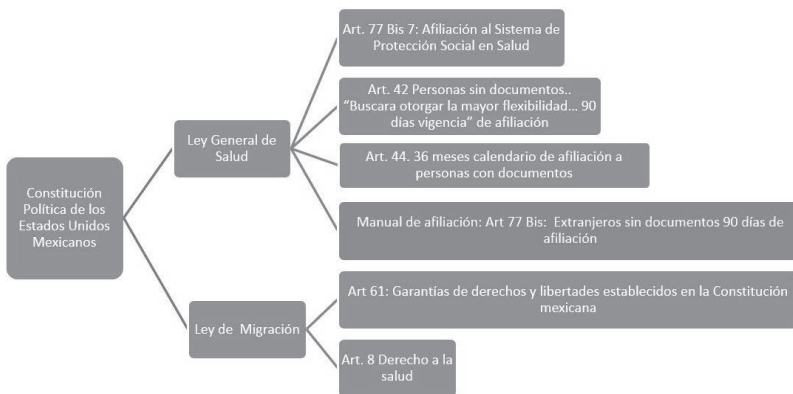 Constitución
Política de los
Estados Unidos
Mexicanos
Ley General de
Salud
Art. 77 Bis 7: Afiliación al Sistema de
Protección Social en Salud
Art. 42 Personas sin documentos..
“Buscara otorgar la mayor flexibilidad... 90
días vigencia” de afiliación
Art. 44. 36 meses calendario de afiliación a
personas con documentos
Manual de afiliación: Art 77 Bis: Extranjeros sin documentos 90 días de
afiliación
Ley de Migración
Art 61: Garantías de derechos y libertades establecidos en la Constitución
mexicana
Art. 8 Derecho a la
salud